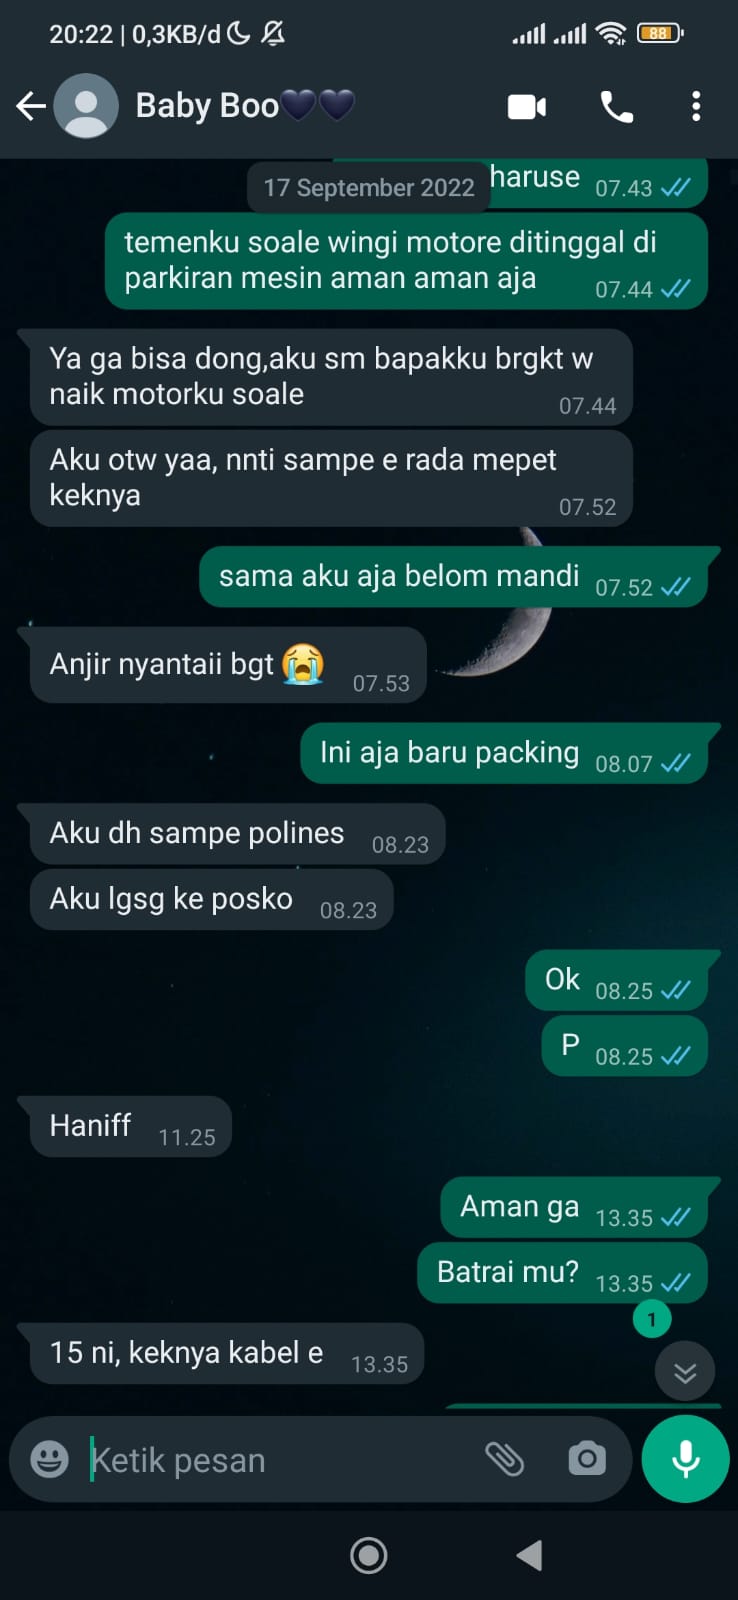 20:22 | 0,3KB/d
88
Baby Boo🖤🖤
17 September 2022
haruse 07.43
temenku soale wingi motore ditinggal di
parkiran mesin aman aman aja 07.44
Ya ga bisa dong,aku sm bapakku brgkt w
naik motorku soale 07.44
Aku otw yaa, nnti sampe e rada mepet
keknya 07.52
sama aku aja belom mandi 07.52
Anjir nyantaii bgt 😭 07.53
Ini aja baru packing 08.07
Aku dh sampe polines 08.23
Aku lgsg ke posko 08.23
Ok 08.25
P 08.25
Haniff 11.25
Aman ga 13.35
Batrai mu? 13.35
1
15 ni, keknya kabel e 13.35
Ketik pesan